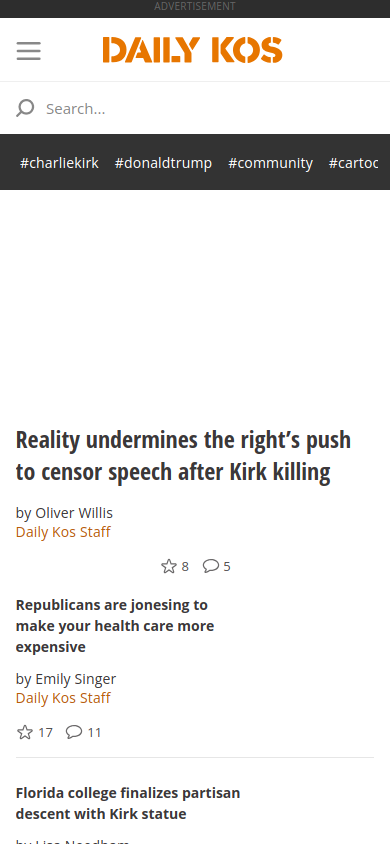 ADVERTISEMENT
DAILY KOS
Search...
#charliekirk #donaldtrump #community #cartoo
Reality undermines the right’s push
to censor speech after Kirk killing
by Oliver Willis
Daily Kos Staff
8 5
Republicans are jonesing to
make your health care more
expensive
by Emily Singer
Daily Kos Staff
17 11
Florida college finalizes partisan
descent with Kirk statue
by Lisa Needham